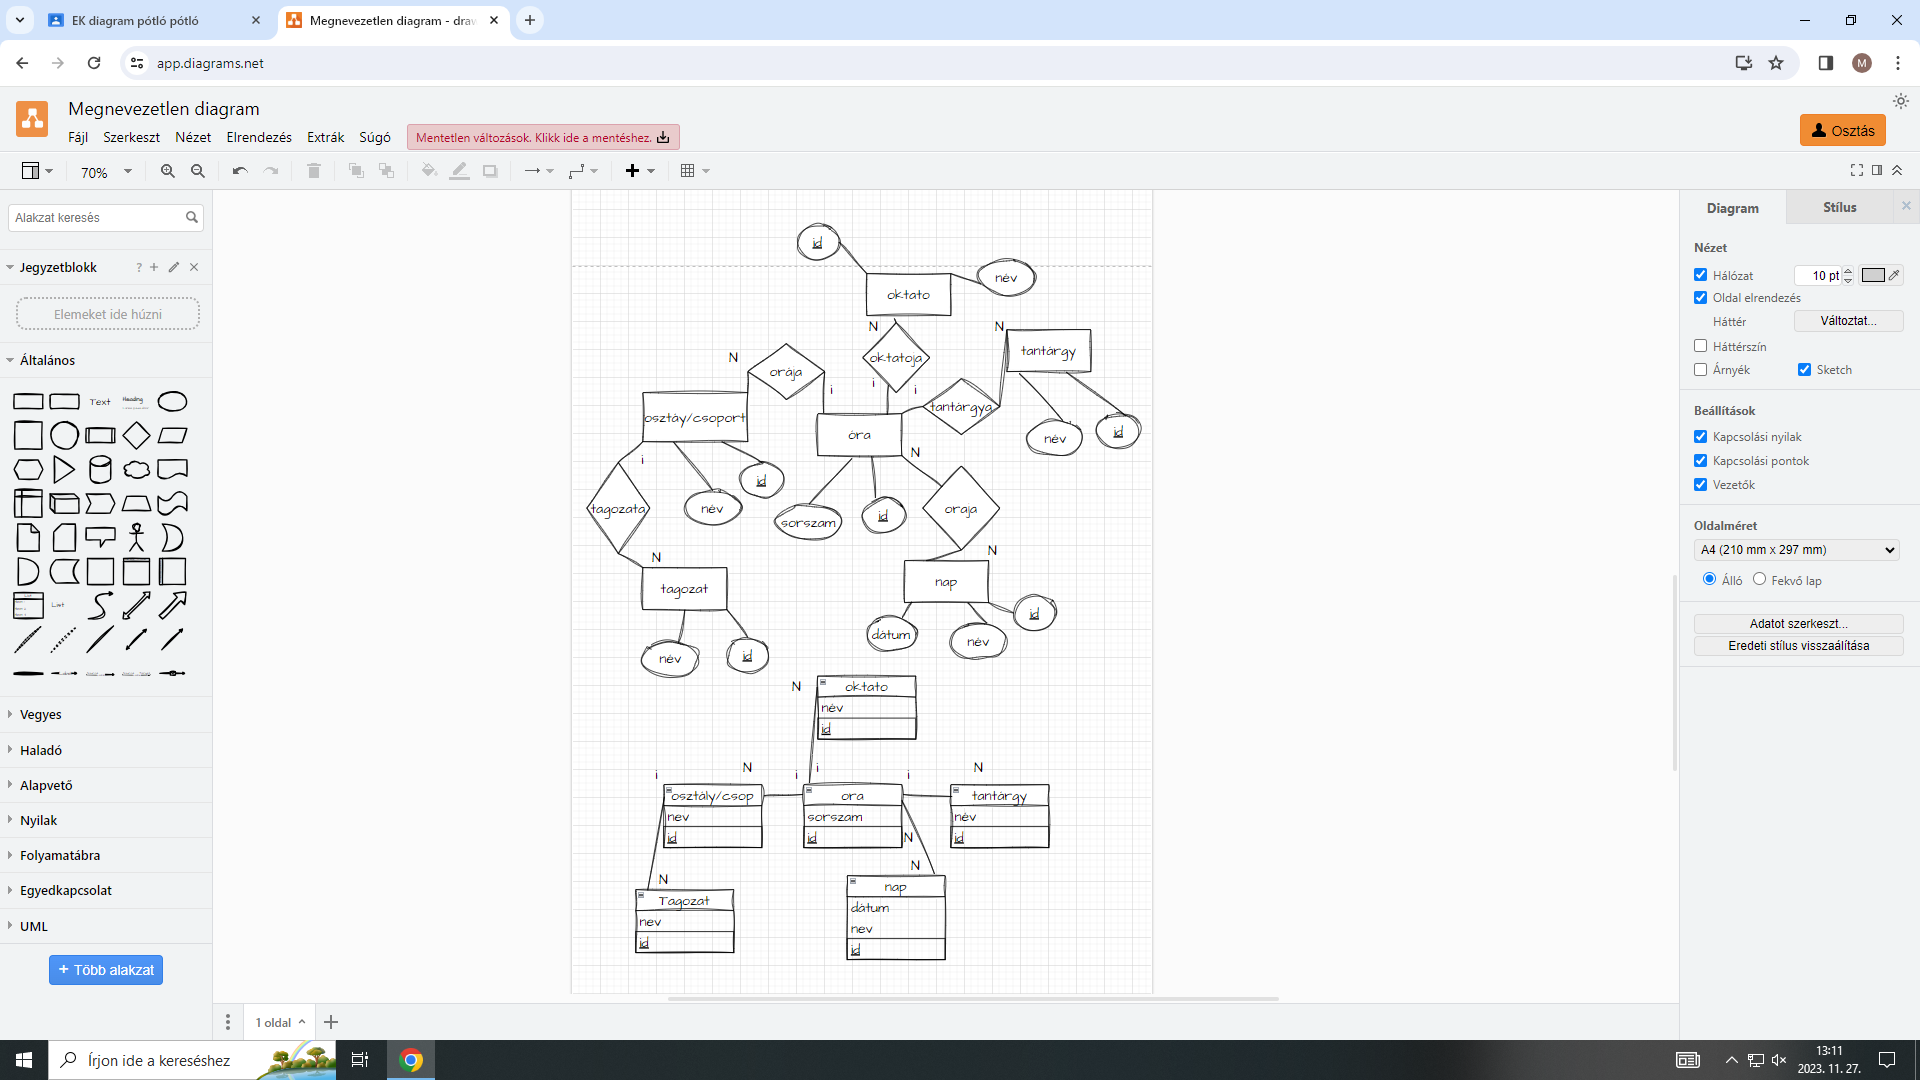 EK diagram pótló pótló
Megnevezetlen diagram - draw
app.diagrams.net
M
Megnevezetlen diagram
Fájl Szerkeszt Nézet Elrendezés Extrák Súgó
Mentetlen változások. Klikk ide a mentéshez.
Osztás
70%
Alakzat keresés
Jegyzetblokk
?
Elemeket ide húzni
Általános
Text
Heading
List
Vegyes
Haladó
Alapvető
Nyilak
Folyamatábra
Egyedkapcsolat
UML
+ Több alakzat
id
név
oktato
N
N
tantárgy
N
orája
oktatoja
i
i
i
osztáy/csoport
tantárgya
óra
név
id
i
N
id
tagozata
név
sorszam
id
oraja
N
N
tagozat
nap
id
dátum
név
név
id
N
oktato
név
id
i
N
i
i
i
N
osztály/csop
nev
id
ora
sorszam
id
N
tantárgy
név
id
N
N
Tagozat
nev
id
nap
dátum
nev
id
Diagram
Stílus
Nézet
Hálózat
10 pt
Oldal elrendezés
Háttér
Változtat...
Háttérszín
Árnyék
Sketch
Beállítások
Kapcsolási nyilak
Kapcsolási pontok
Vezetők
Oldalméret
A4 (210 mm x 297 mm)
Álló
Fekvő lap
Adatot szerkeszt...
Eredeti stílus visszaálítása
1 oldal
Írjon ide a kereséshez
13:11
2023. 11. 27.